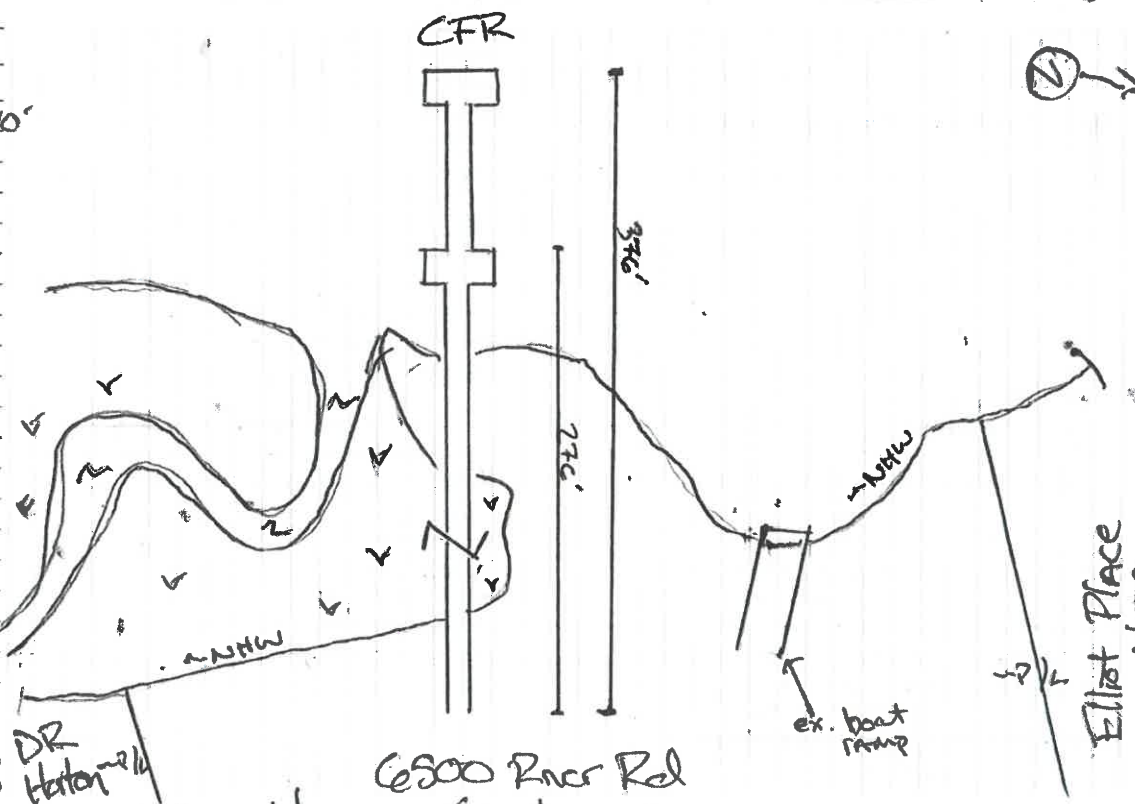 CFR
N
376'
276'
~NHW
~NHW
ex. boat
ramp
Elliot Place
~P/L
DR
Horton ~P/L
6500 River Rd